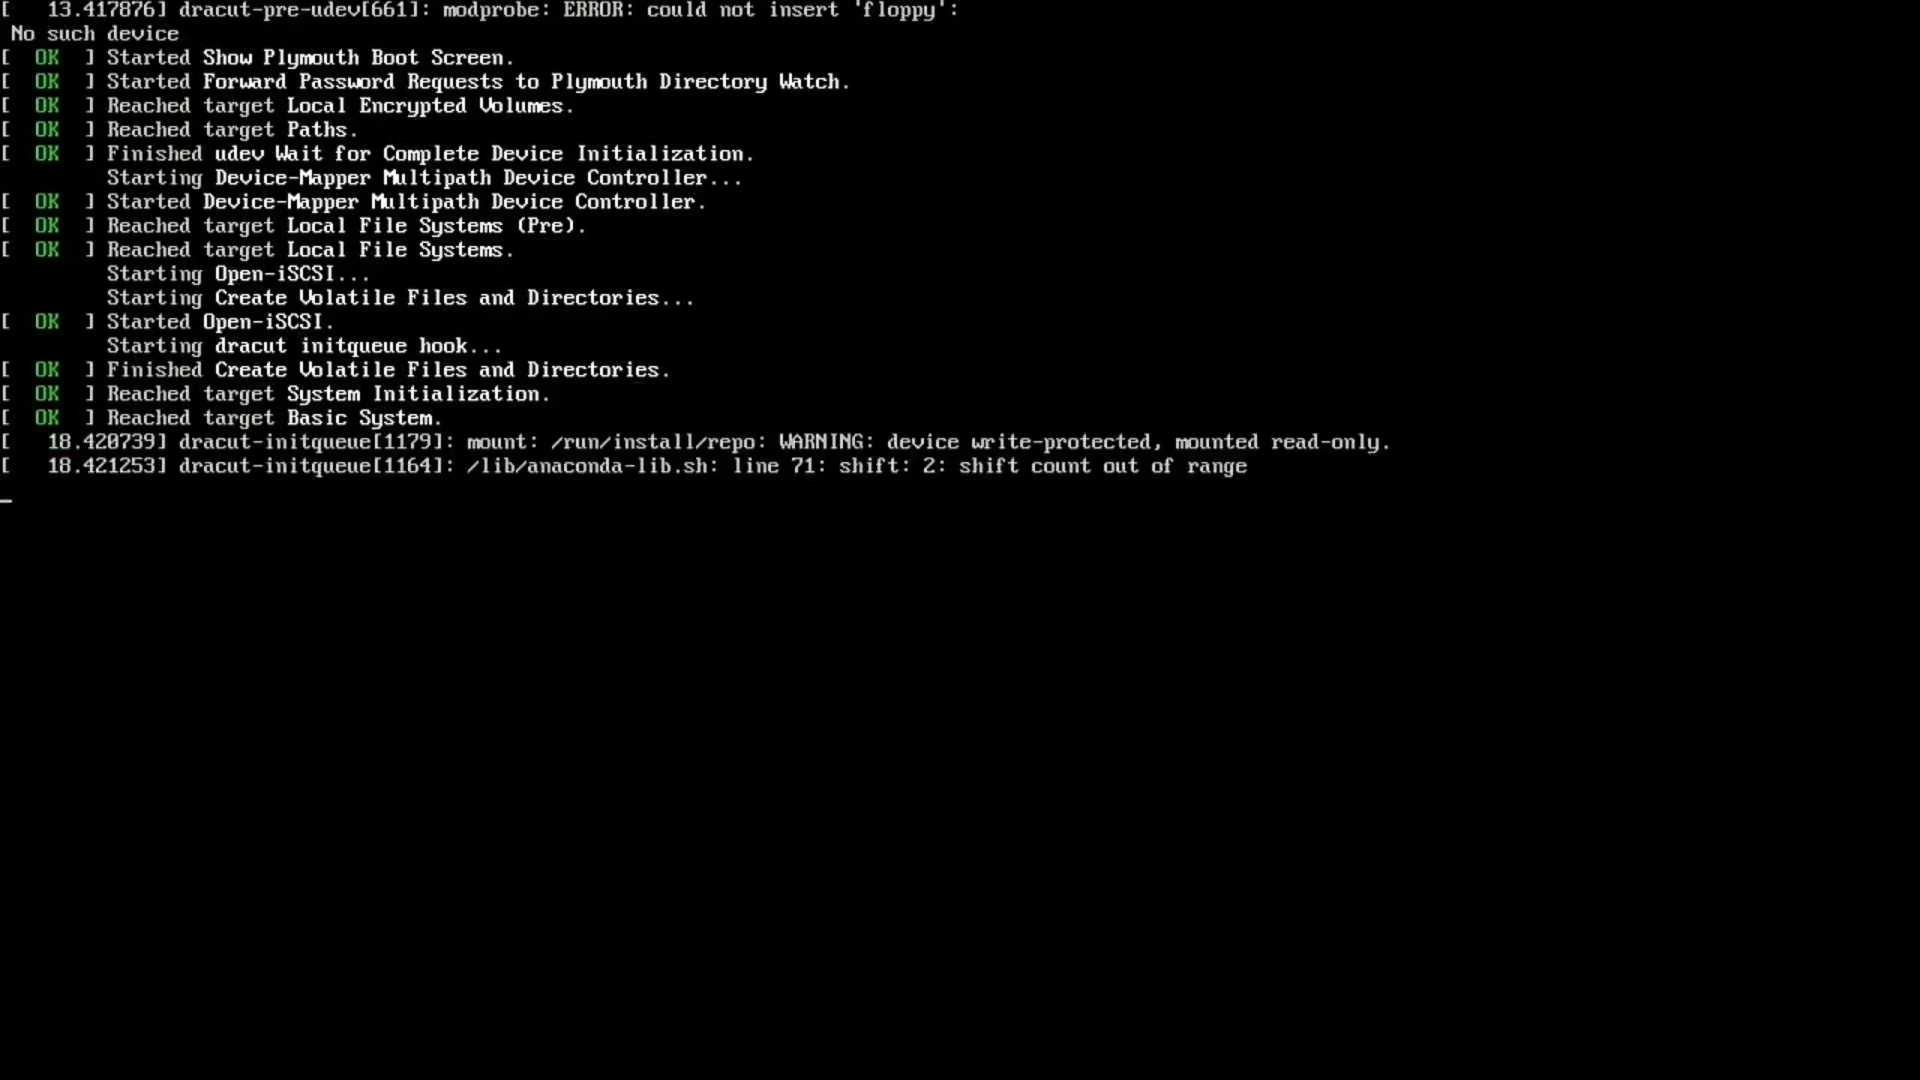 [   13.417876] dracut-pre-udev[661]: modprobe: ERROR: could not insert 'floppy':
 No such device
[  OK  ] Started Show Plymouth Boot Screen.
[  OK  ] Started Forward Password Requests to Plymouth Directory Watch.
[  OK  ] Reached target Local Encrypted Volumes.
[  OK  ] Reached target Paths.
[  OK  ] Finished udev Wait for Complete Device Initialization.
         Starting Device-Mapper Multipath Device Controller...
[  OK  ] Started Device-Mapper Multipath Device Controller.
[  OK  ] Reached target Local File Systems (Pre).
[  OK  ] Reached target Local File Systems.
         Starting Open-iSCSI...
         Starting Create Volatile Files and Directories...
[  OK  ] Started Open-iSCSI.
         Starting dracut initqueue hook...
[  OK  ] Finished Create Volatile Files and Directories.
[  OK  ] Reached target System Initialization.
[  OK  ] Reached target Basic System.
[   18.420739] dracut-initqueue[1179]: mount: /run/install/repo: WARNING: device write-protected, mounted read-only.
[   18.421253] dracut-initqueue[1164]: /lib/anaconda-lib.sh: line 71: shift: 2: shift count out of range